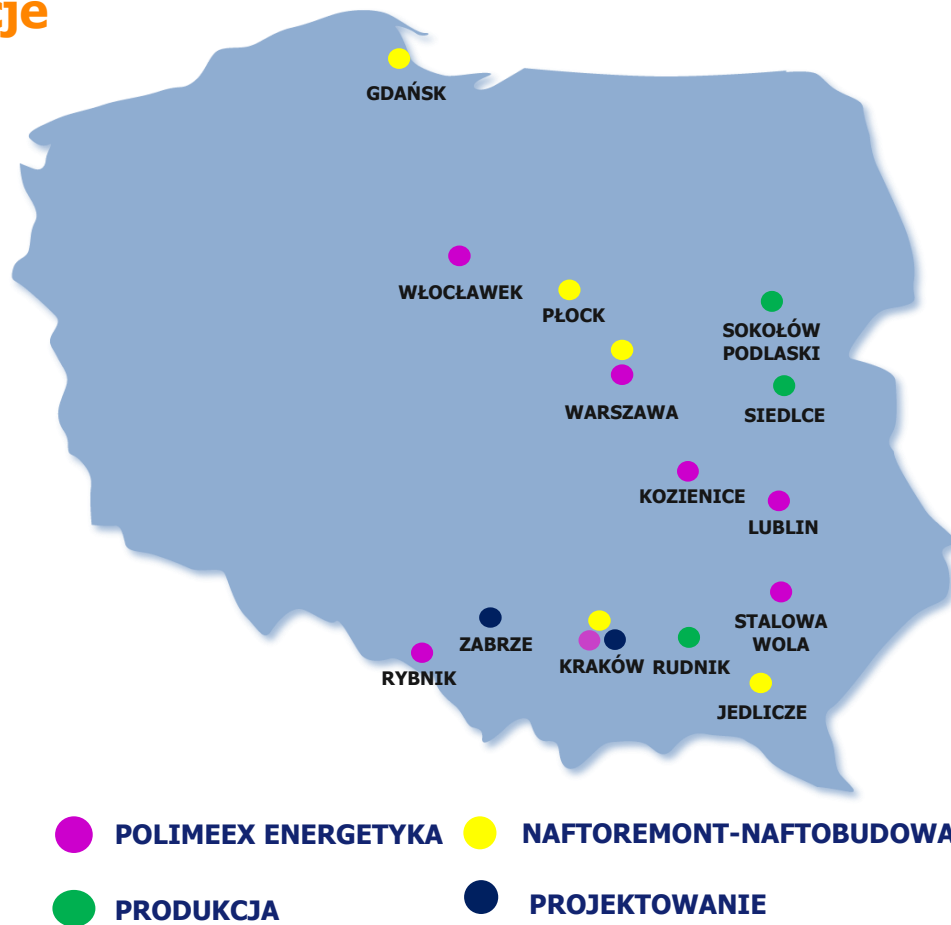 cje
GDAŃSK
WŁOCŁAWEK
PŁOCK
SOKOŁÓW
PODLASKI
WARSZAWA
SIEDLCE
KOZIENICE
LUBLIN
STALOWA
WOLA
ZABRZE
KRAKÓW
RUDNIK
RYBNIK
JEDLICZE
POLIMEEX ENERGETYKA
NAFTOREMONT-NAFTOBUDOWA
PRODUKCJA
PROJEKTOWANIE